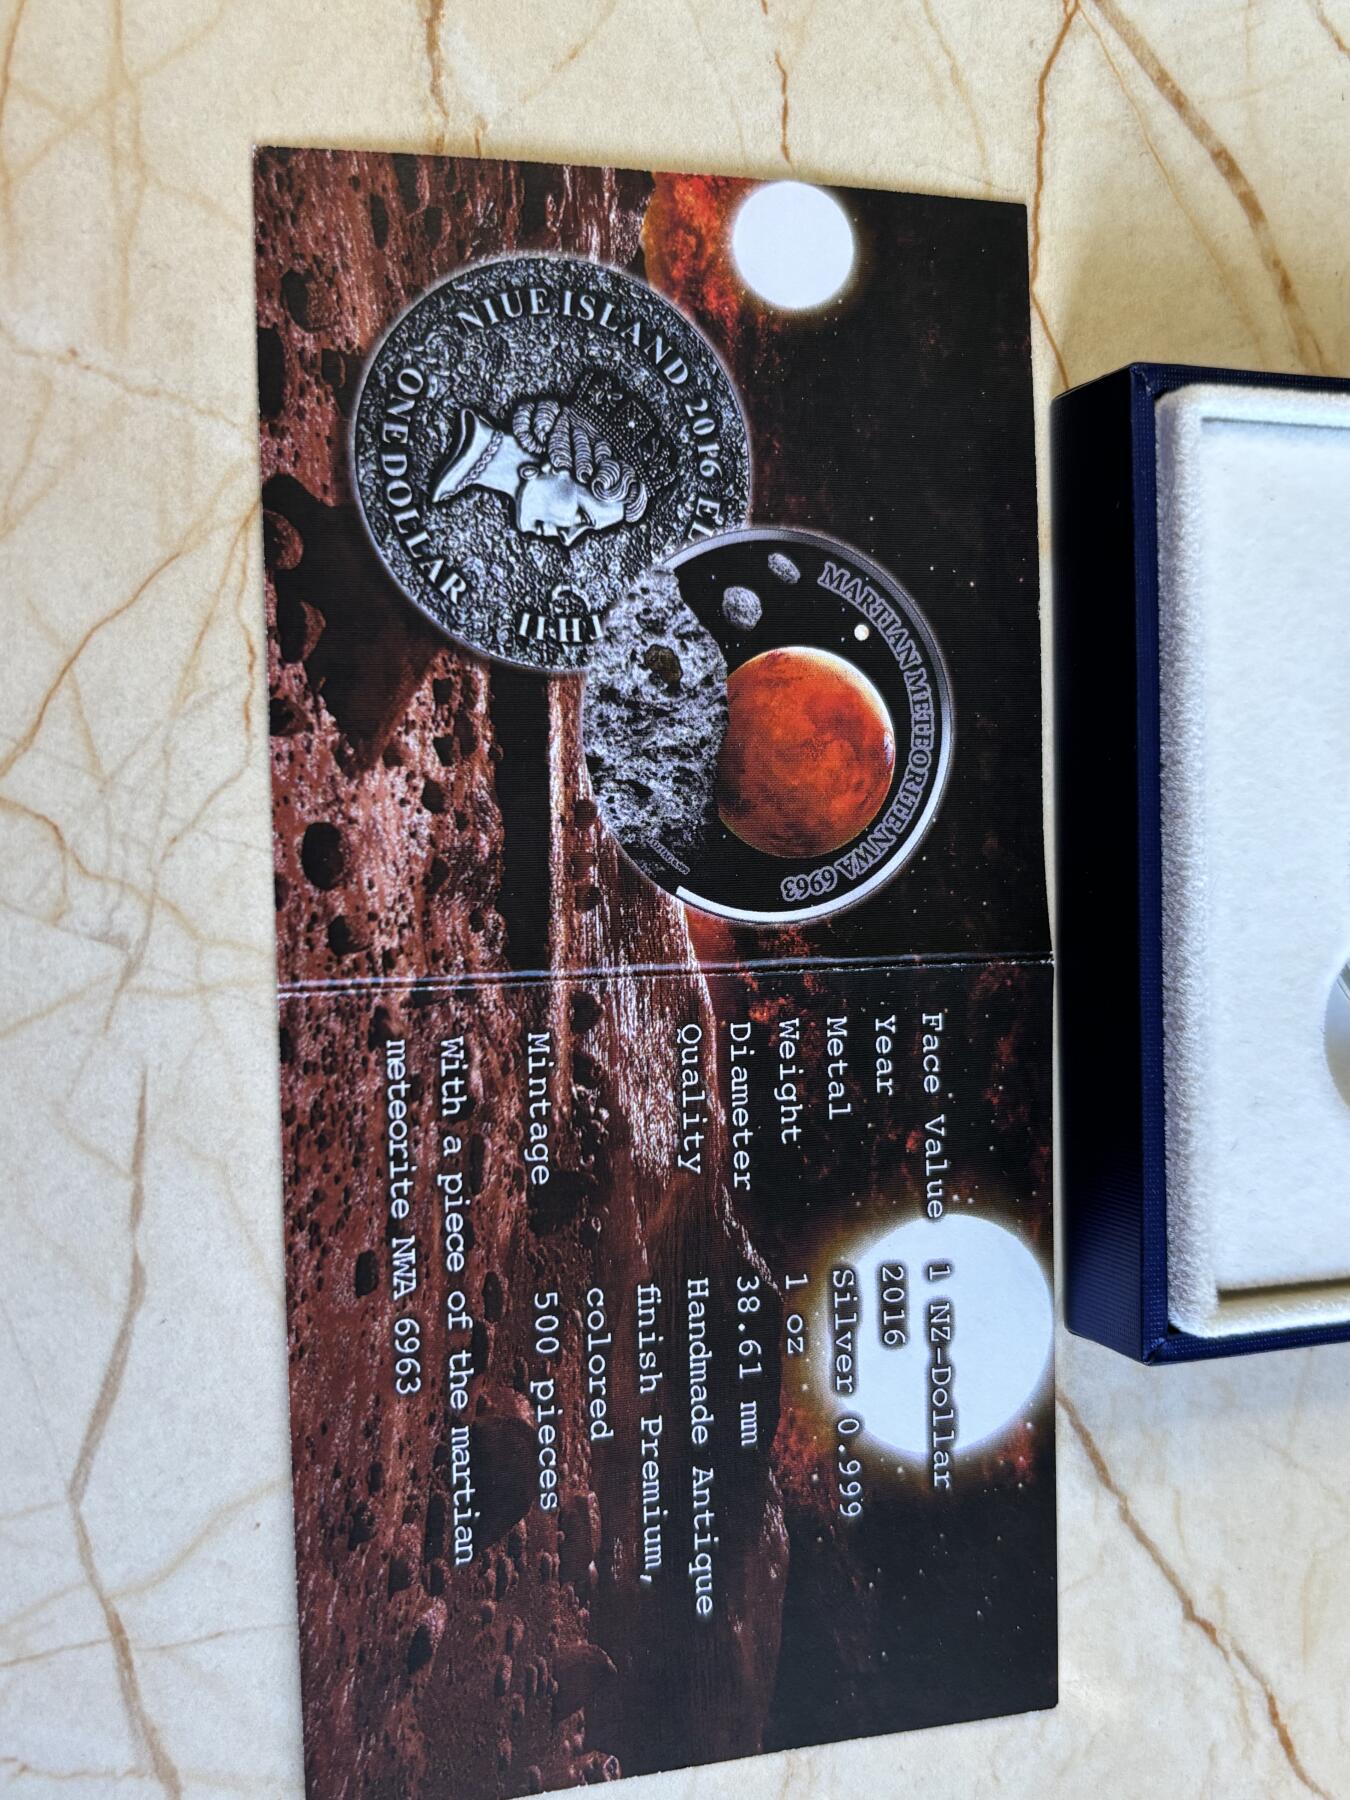 NIUE ISLAND 2016 EL
TH II
ONE DOLLAR
MARTIAN METEORITE NWA 6963
Face Value 1 NZ-Dollar
Year 2016
Metal Silver 0.999
Weight 1 oz
Diameter 38.61 mm
Quality Handmade Antique
finish Premium,
colored
Mintage 500 pieces
With a piece of the martian
meteorite NWA 6963